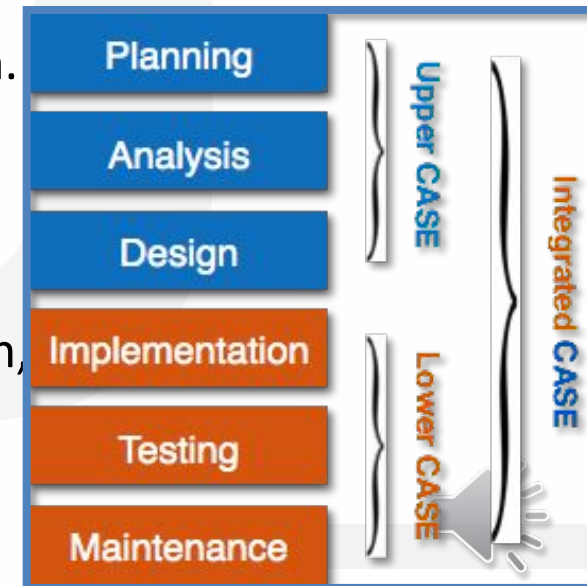 n.
Planning
Analysis
Design
n,
Implementation
Testing
Maintenance
Upper CASE
Lower CASE
Integrated CASE